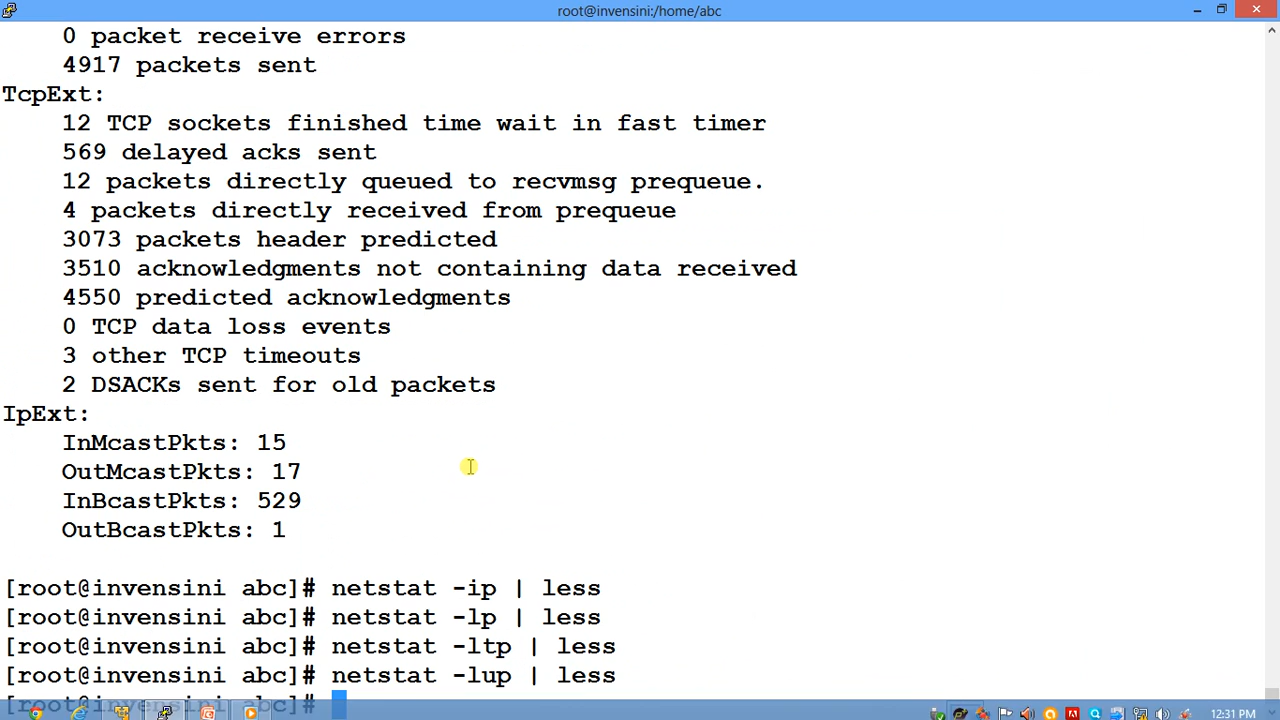 root@invensini:/home/abc
0 packet receive errors
4917 packets sent
TcpExt:
12 TCP sockets finished time wait in fast timer
569 delayed acks sent
12 packets directly queued to recvmsg prequeue.
4 packets directly received from prequeue
3073 packets header predicted
3510 acknowledgments not containing data received
4550 predicted acknowledgments
0 TCP data loss events
3 other TCP timeouts
2 DSACKs sent for old packets
IpExt:
InMcastPkts: 15
OutMcastPkts: 17
InBcastPkts: 529
OutBcastPkts: 1
[root@invensini abc]# netstat -ip | less
[root@invensini abc]# netstat -lp | less
[root@invensini abc]# netstat -ltp | less
[root@invensini abc]# netstat -lup | less
[root@invensini abc]#
12:31 PM